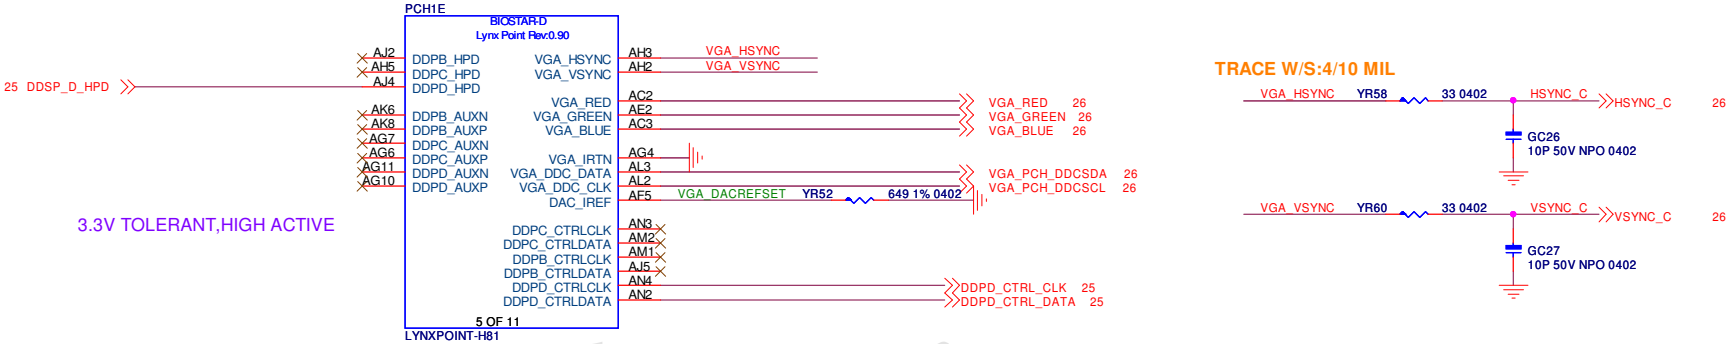 PCH1E
BIOSTAR-D
Lynx Point Rev:0.90
25 DDSP_D_HPD
AJ2 DDPB_HPD
AH5 DDPC_HPD
AJ4 DDPD_HPD
AK6 DDPB_AUXN
AK8 DDPB_AUXP
AG7 DDPC_AUXN
AG6 DDPC_AUXP
AG11 DDPD_AUXN
AG10 DDPD_AUXP
VGA_HSYNC AH3 VGA_HSYNC
VGA_VSYNC AH2 VGA_VSYNC
VGA_RED AC2 VGA_RED 26
VGA_GREEN AE2 VGA_GREEN 26
VGA_BLUE AC3 VGA_BLUE 26
VGA_IRTN AG4
VGA_DDC_DATA AL3 VGA_PCH_DDCSDA 26
VGA_DDC_CLK AL2 VGA_PCH_DDCSCL 26
DAC_IREF AF5 VGA_DACREFSET YR52 649 1% 0402
DDPC_CTRLCLK AN3
DDPC_CTRLDATA AM2
DDPB_CTRLCLK AM1
DDPB_CTRLDATA AJ5
DDPD_CTRLCLK AN4 DDPD_CTRL_CLK 25
DDPD_CTRLDATA AN2 DDPD_CTRL_DATA 25
5 OF 11
LYNXPOINT-H81
3.3V TOLERANT,HIGH ACTIVE
TRACE W/S:4/10 MIL
VGA_HSYNC YR58 33 0402 HSYNC_C HSYNC_C 26
GC26
10P 50V NPO 0402
VGA_VSYNC YR60 33 0402 VSYNC_C VSYNC_C 26
GC27
10P 50V NPO 0402